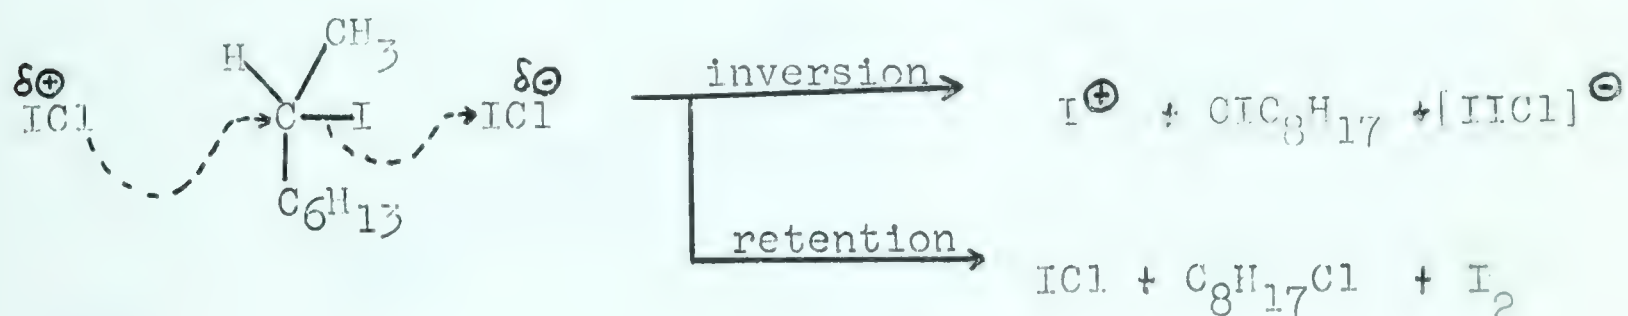 H CH₃
δ⊕ δ⊖ inversion
ICl C—I ICl I⊕ + ClC₈H₁₇ + [IICl]⊖
C₆H₁₃
retention
ICl + C₈H₁₇Cl + I₂